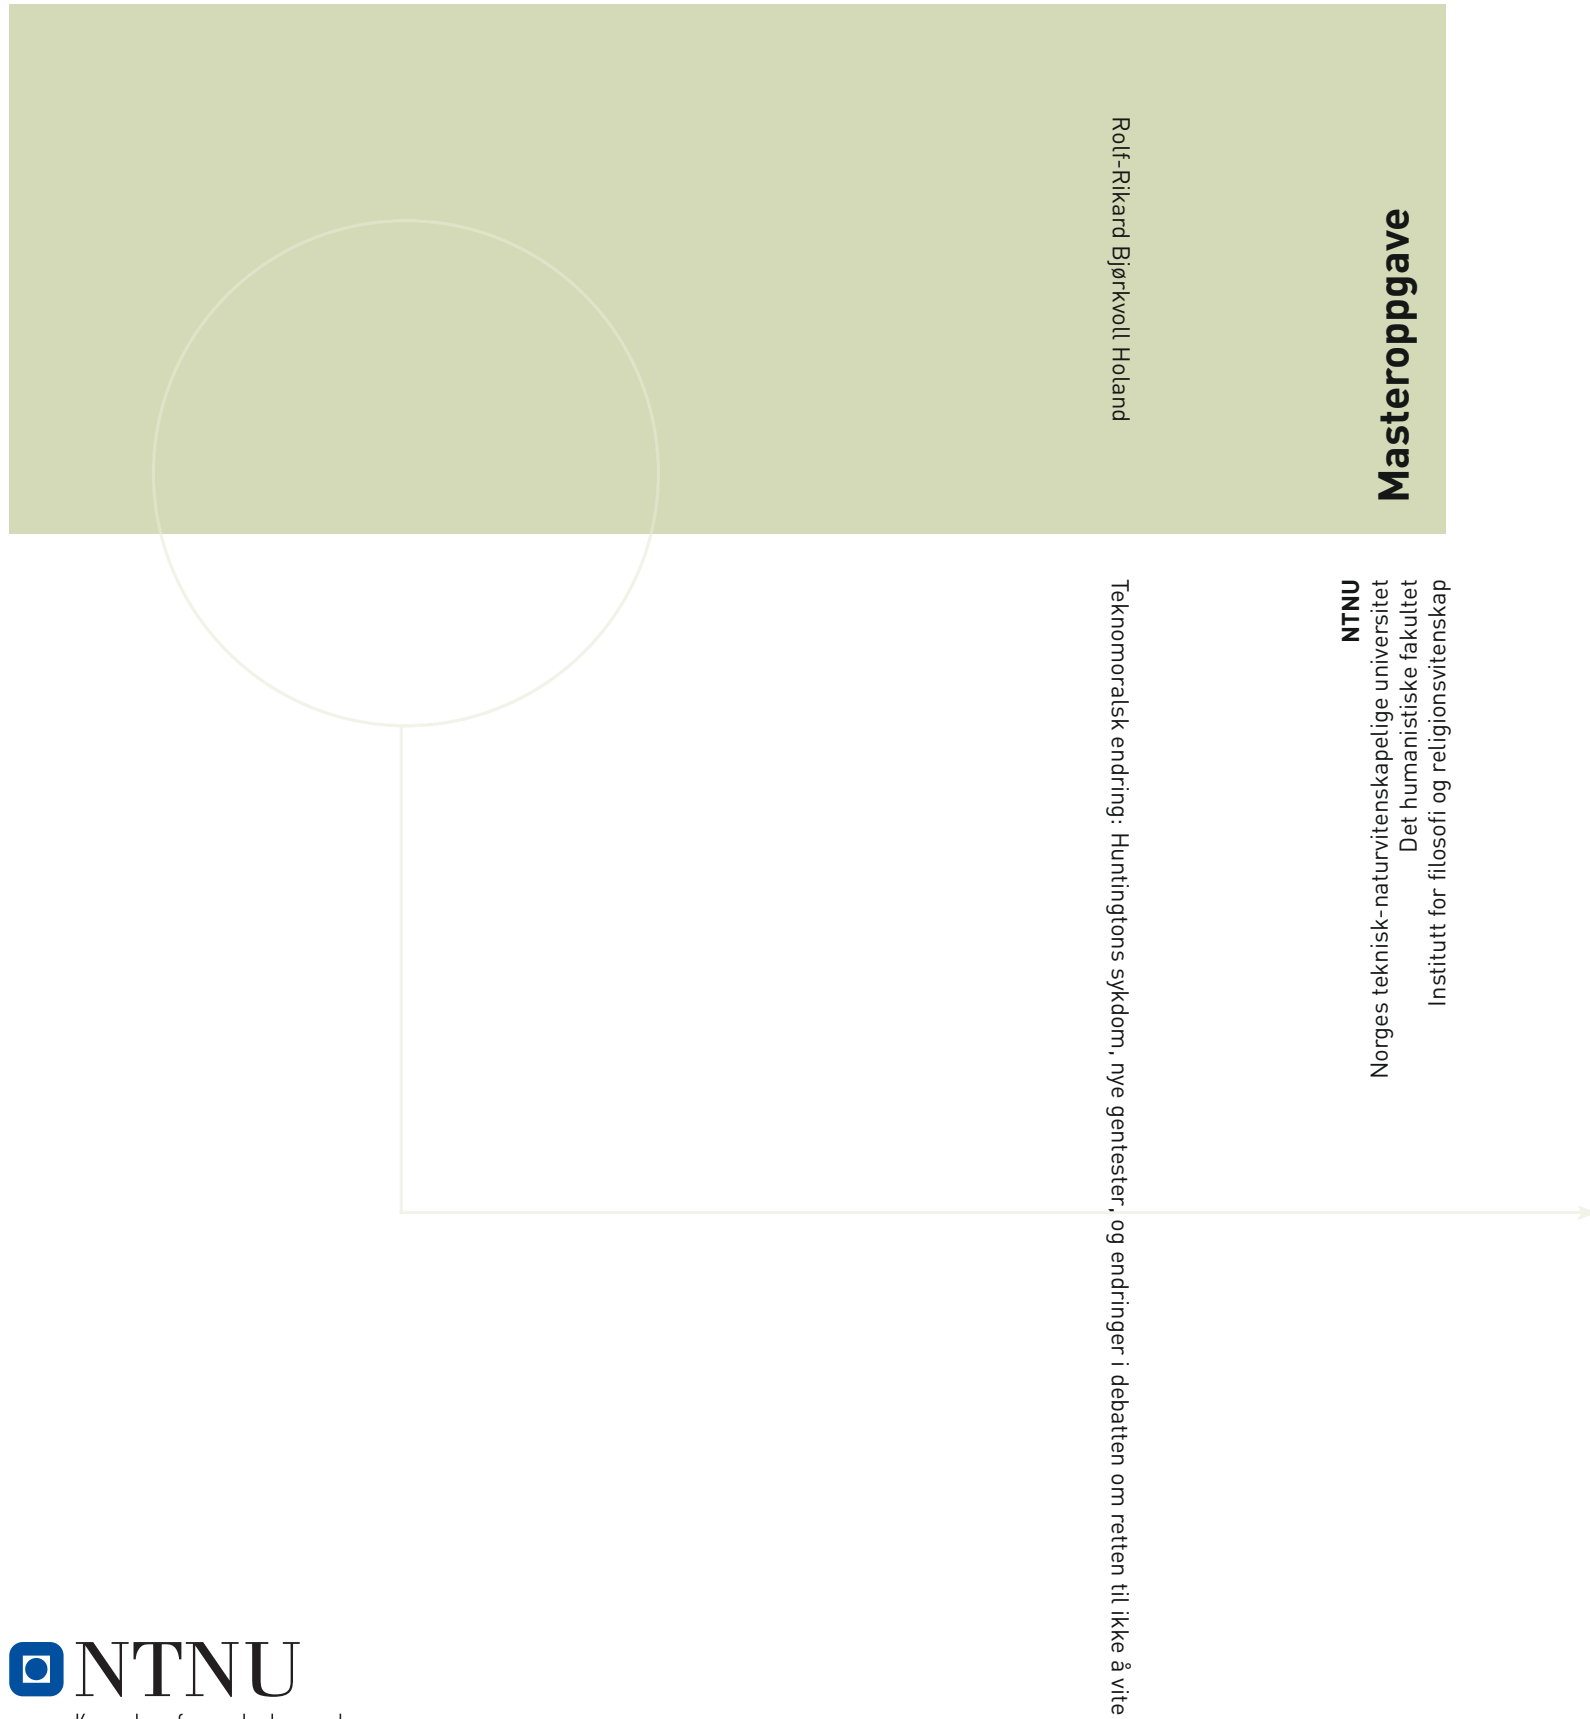 Rolf-Rikard Bjørkvoll Holand
Teknomoralsk endring: Huntingtons sykdom, nye gentester, og endringer i debatten om retten til ikke å vite
Masteroppgave
NTNU
Norges teknisk-naturvitenskapelige universitet
Det humanistiske fakultet
Institutt for filosofi og religionsvitenskap
NTNU